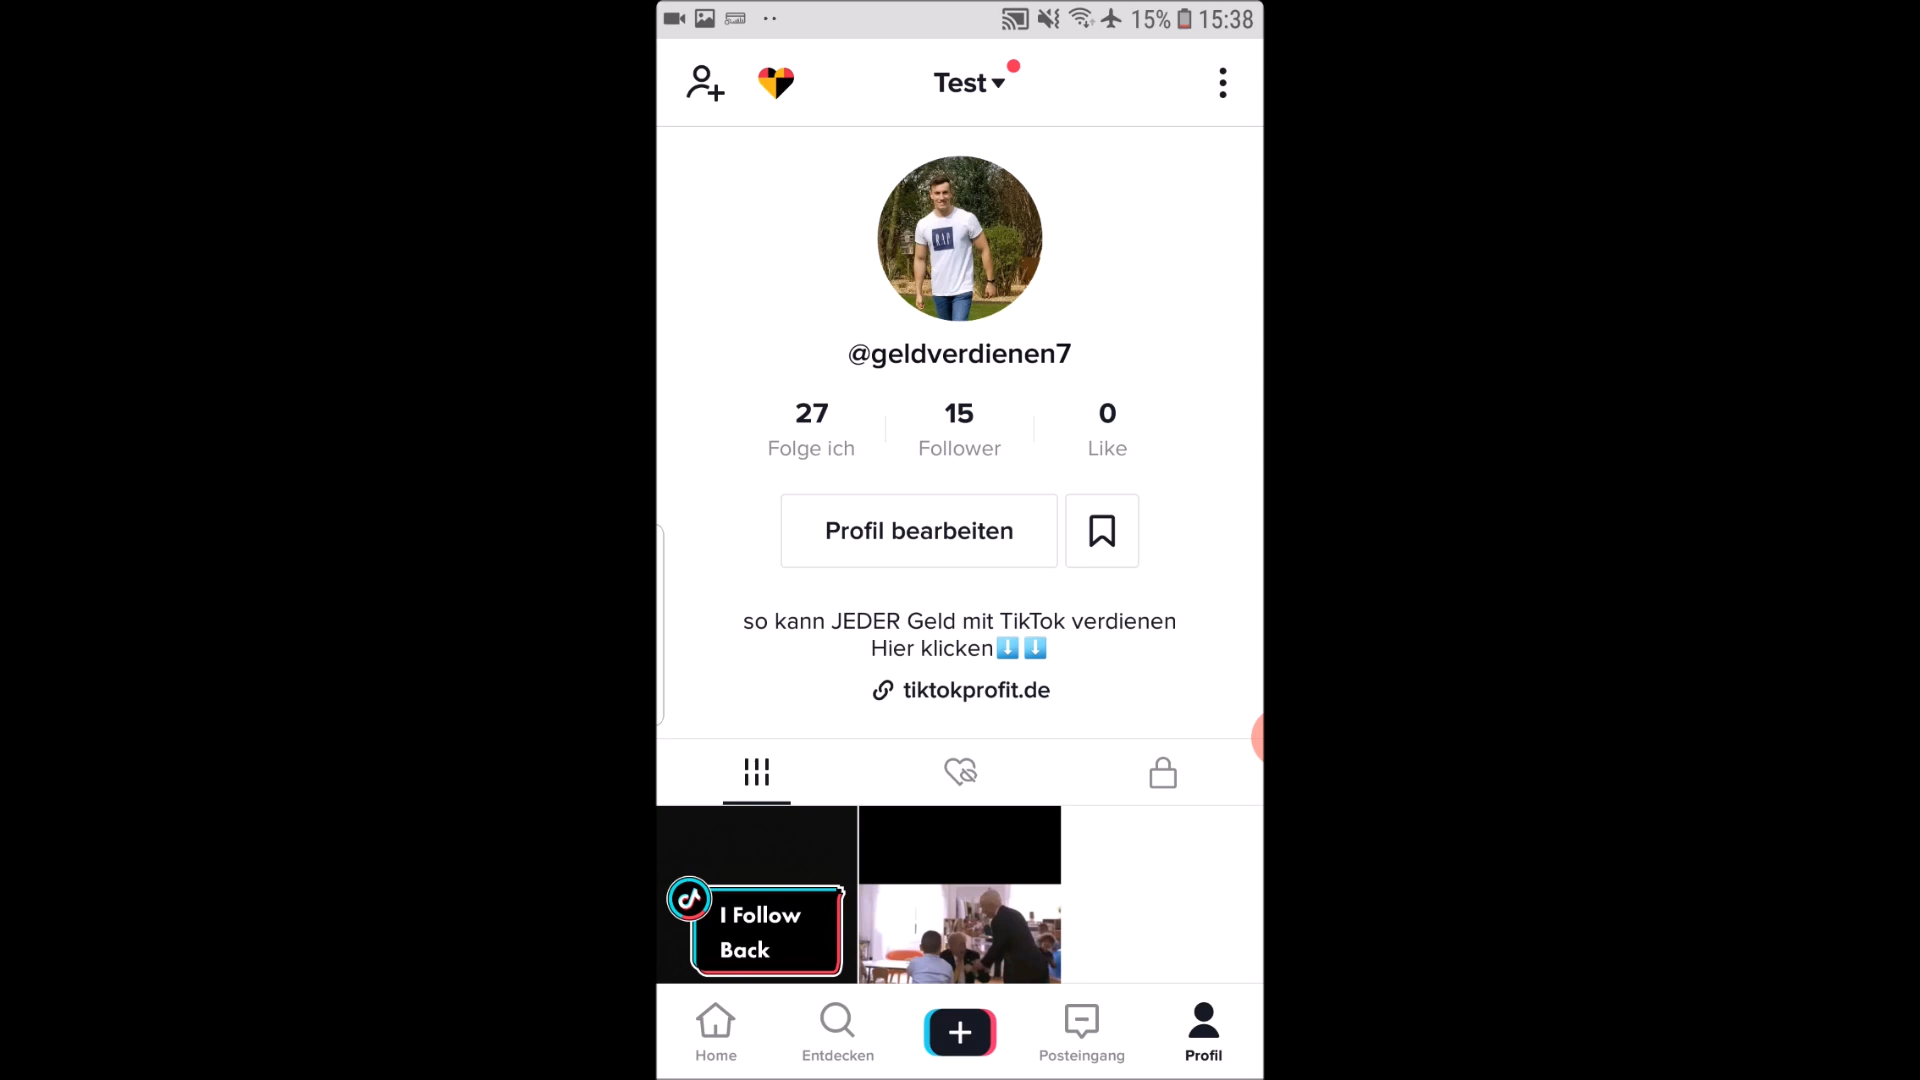 15% 15:38
Test
RAP
@geldverdienen7
27 15 0
Folge ich Follower Like
Profil bearbeiten
so kann JEDER Geld mit TikTok verdienen
Hier klicken⬇️⬇️
tiktokprofit.de
I Follow
Back
Home Entdecken Posteingang Profil